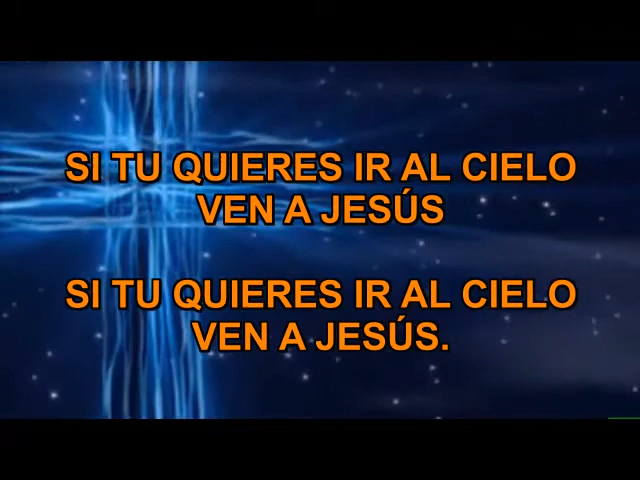 SI TU QUIERES IR AL CIELO
VEN A JESÚS
SI TU QUIERES IR AL CIELO
VEN A JESÚS.